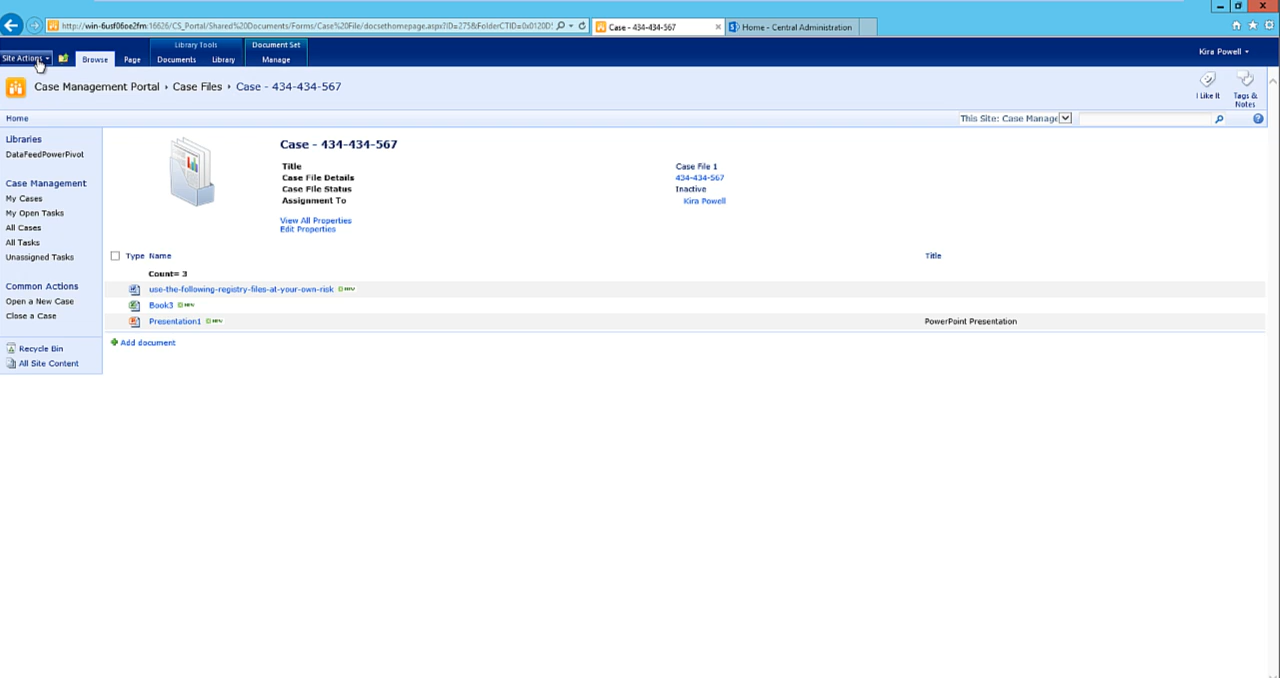 http://win-6usf06oe2fm:16626/CS_Portal/Shared%20Documents/Forms/Case%20File/docsethomepage.aspx?ID=275&FolderCTID=0x0120D
Case - 434-434-567
Home - Central Administration
Site Actions
Browse
Page
Library Tools
Documents
Library
Document Set
Manage
Kira Powell
Case Management Portal
Case Files
Case - 434-434-567
I Like It
Tags & Notes
Home
This Site: Case Manage
Libraries
DataFeedPowerPivot
Case Management
My Cases
My Open Tasks
All Cases
All Tasks
Unassigned Tasks
Common Actions
Open a New Case
Close a Case
Recycle Bin
All Site Content
Case - 434-434-567
Title Case File 1
Case File Details 434-434-567
Case File Status Inactive
Assignment To Kira Powell
View All Properties
Edit Properties
Type Name Title
Count= 3
use-the-following-registry-files-at-your-own-risk
Book3
Presentation1 PowerPoint Presentation
Add document